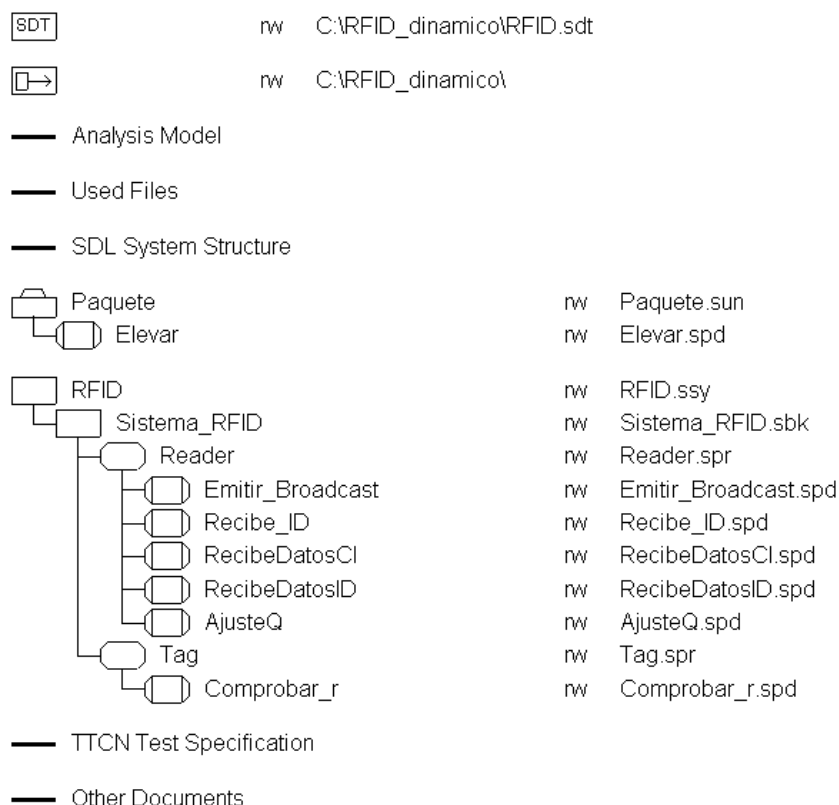 SDT rw C:\RFID_dinamico\RFID.sdt
rw C:\RFID_dinamico\
Analysis Model
Used Files
SDL System Structure
Paquete rw Paquete.sun
Elevar rw Elevar.spd
RFID rw RFID.ssy
Sistema_RFID rw Sistema_RFID.sbk
Reader rw Reader.spr
Emitir_Broadcast rw Emitir_Broadcast.spd
Recibe_ID rw Recibe_ID.spd
RecibeDatosCI rw RecibeDatosCI.spd
RecibeDatosID rw RecibeDatosID.spd
AjusteQ rw AjusteQ.spd
Tag rw Tag.spr
Comprobar_r rw Comprobar_r.spd
TTCN Test Specification
Other Documents